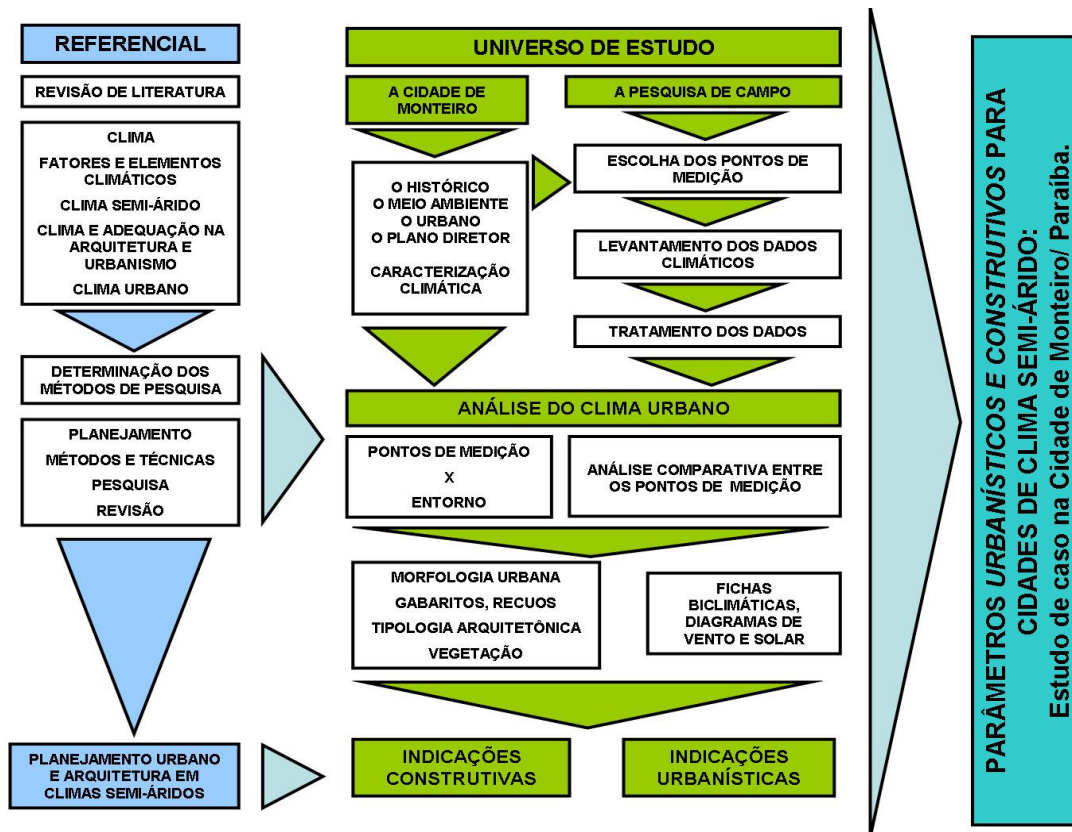 REFERENCIAL
REVISÃO DE LITERATURA
CLIMA
FATORES E ELEMENTOS
CLIMÁTICOS
CLIMA SEMI-ÁRIDO
CLIMA E ADEQUAÇÃO NA
ARQUITETURA E
URBANISMO
CLIMA URBANO
DETERMINAÇÃO DOS
MÉTODOS DE PESQUISA
PLANEJAMENTO
MÉTODOS E TÉCNICAS
PESQUISA
REVISÃO
PLANEJAMENTO URBANO
E ARQUITETURA EM
CLIMAS SEMI-ÁRIDOS
UNIVERSO DE ESTUDO
A CIDADE DE
MONTEIRO
O HISTÓRICO
O MEIO AMBIENTE
O URBANO
O PLANO DIRETOR
CARACTERIZAÇÃO
CLIMÁTICA
A PESQUISA DE CAMPO
ESCOLHA DOS PONTOS DE
MEDIÇÃO
LEVANTAMENTO DOS DADOS
CLIMÁTICOS
TRATAMENTO DOS DADOS
ANÁLISE DO CLIMA URBANO
PONTOS DE MEDIÇÃO
X
ENTORNO
ANÁLISE COMPARATIVA ENTRE
OS PONTOS DE MEDIÇÃO
MORFOLOGIA URBANA
GABARITOS, RECUOS
TIPOLOGIA ARQUITETÔNICA
VEGETAÇÃO
FICHAS
BICLIMÁTICAS,
DIAGRAMAS DE
VENTO E SOLAR
INDICAÇÕES
CONSTRUTIVAS
INDICAÇÕES
URBANÍSTICAS
PARÂMETROS URBANÍSTICOS E CONSTRUTIVOS PARA
CIDADES DE CLIMA SEMI-ÁRIDO:
Estudo de caso na Cidade de Monteiro/ Paraíba.